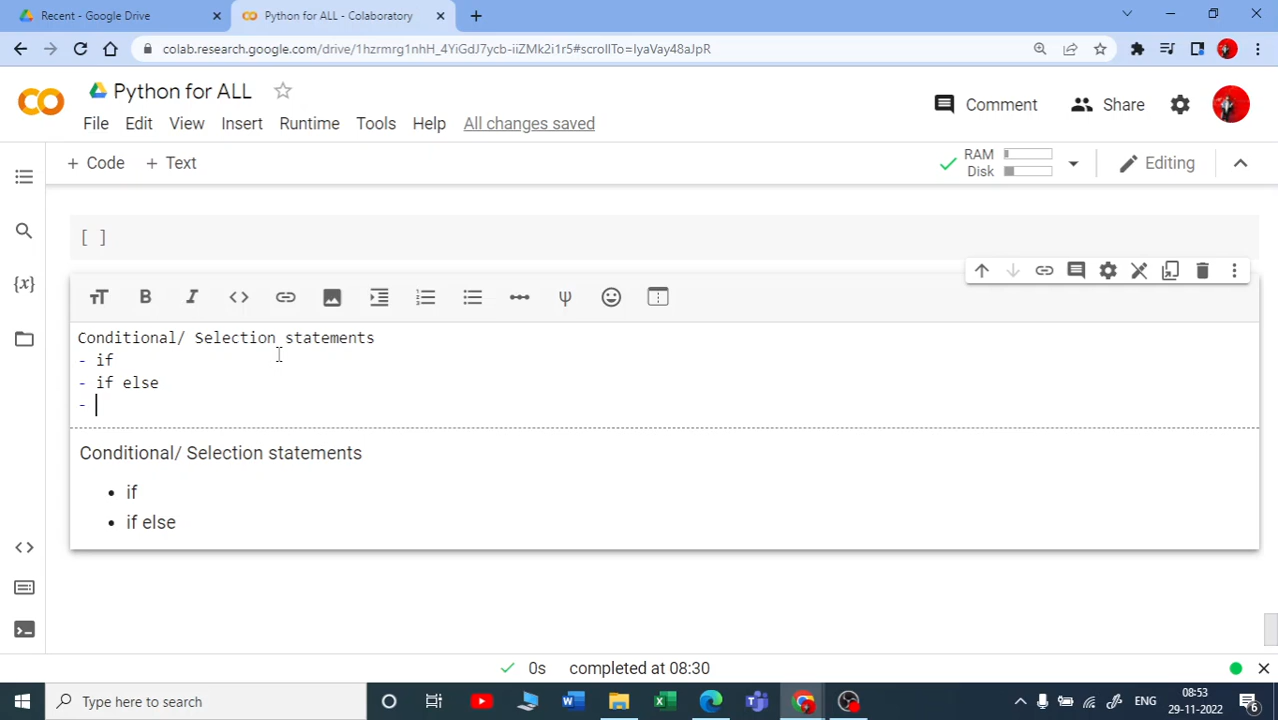 Recent - Google Drive
Python for ALL - Colaboratory
colab.research.google.com/drive/1hzrmrg1nhH_4YiGdJ7ycb-iiZMk2i1r5#scrollTo=IyaVay48aJpR
Python for ALL
Comment
Share
File Edit View Insert Runtime Tools Help All changes saved
+ Code + Text
RAM
Disk
Editing
[ ]
Conditional/ Selection statements
- if
- if else
-
Conditional/ Selection statements
• if
• if else
0s completed at 08:30
Type here to search
ENG
08:53
29-11-2022
6